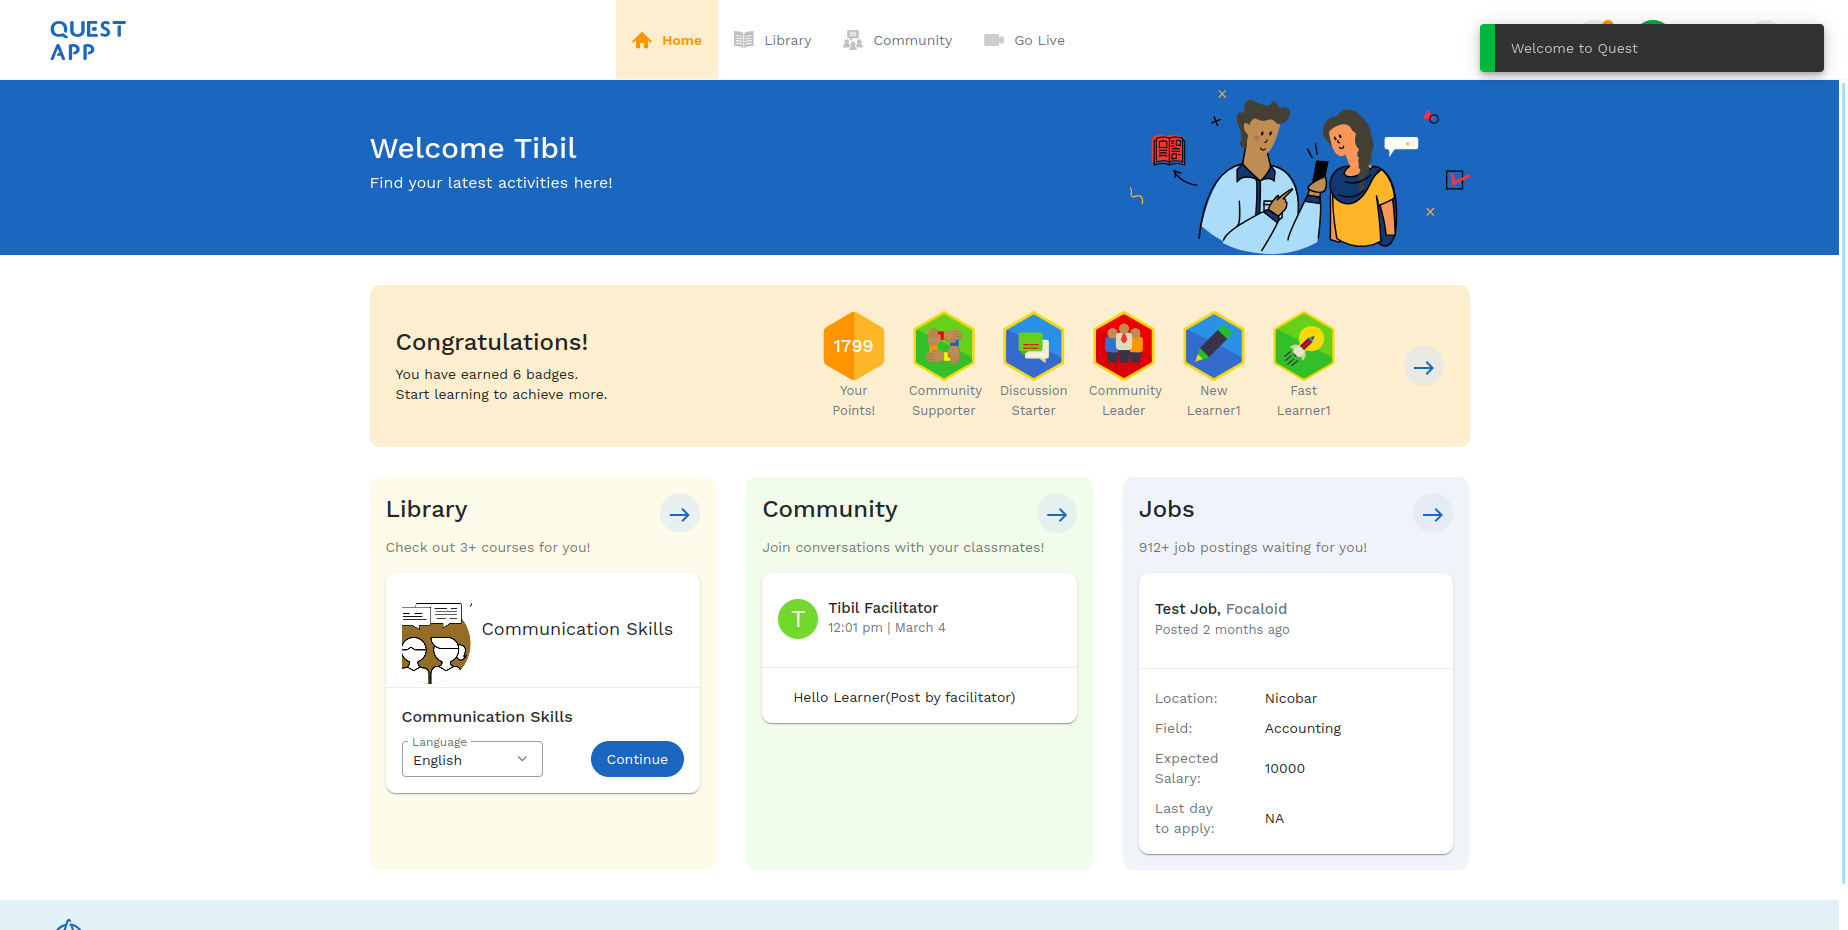 QUEST
APP
Home
Library
Community
Go Live
Welcome to Quest
Welcome Tibil
Find your latest activities here!
Congratulations!
You have earned 6 badges.
Start learning to achieve more.
1799
Your
Points!
Community
Supporter
Discussion
Starter
Community
Leader
New
Learner1
Fast
Learner1
Library
Check out 3+ courses for you!
Communication Skills
Communication Skills
Language
English
Continue
Community
Join conversations with your classmates!
T
Tibil Facilitator
12:01 pm | March 4
Hello Learner(Post by facilitator)
Jobs
912+ job postings waiting for you!
Test Job, Focaloid
Posted 2 months ago
Location: Nicobar
Field: Accounting
Expected
Salary: 10000
Last day
to apply: NA